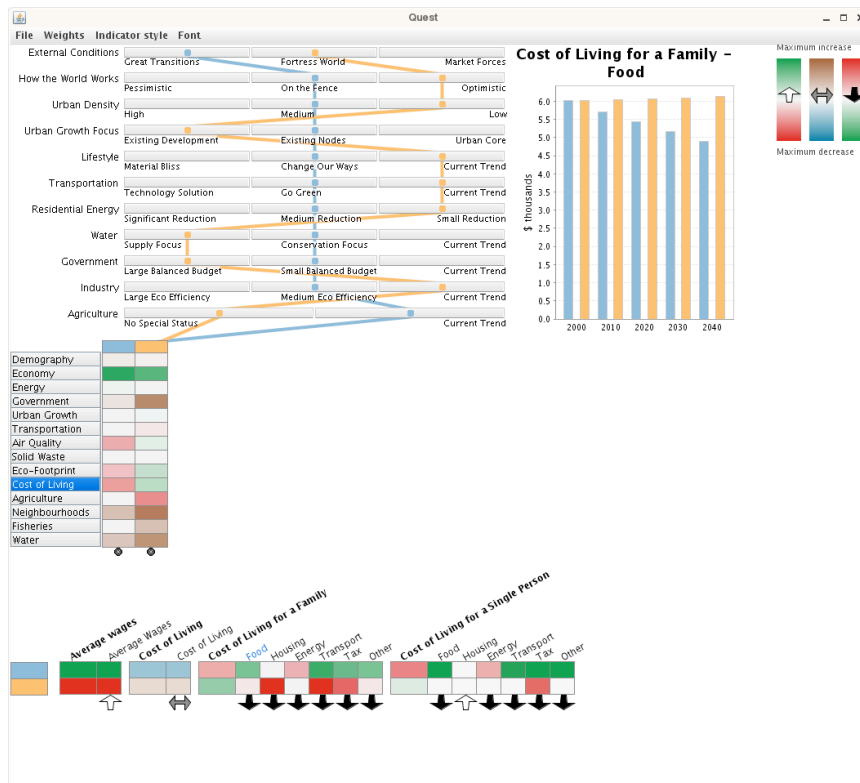 Quest
File Weights Indicator style Font
External Conditions
Great Transitions Fortress World Market Forces
How the World Works
Pessimistic On the Fence Optimistic
Urban Density
High Medium Low
Urban Growth Focus
Existing Development Existing Nodes Urban Core
Lifestyle
Material Bliss Change Our Ways Current Trend
Transportation
Technology Solution Go Green Current Trend
Residential Energy
Significant Reduction Medium Reduction Small Reduction
Water
Supply Focus Conservation Focus Current Trend
Government
Large Balanced Budget Small Balanced Budget Current Trend
Industry
Large Eco Efficiency Medium Eco Efficiency Current Trend
Agriculture
No Special Status Current Trend
Cost of Living for a Family –
Food
$ thousands
6.0
5.5
5.0
4.5
4.0
3.5
3.0
2.5
2.0
1.5
1.0
0.5
0.0
2000 2010 2020 2030 2040
Maximum increase
Maximum decrease
Demography
Economy
Energy
Government
Urban Growth
Transportation
Air Quality
Solid Waste
Eco-Footprint
Cost of Living
Agriculture
Neighbourhoods
Fisheries
Water
Average wages
Average Wages
Cost of Living
Cost of Living
Cost of Living for a Family
Food
Housing
Energy
Transport
Tax
Other
Cost of Living for a Single Person
Food
Housing
Energy
Transport
Tax
Other